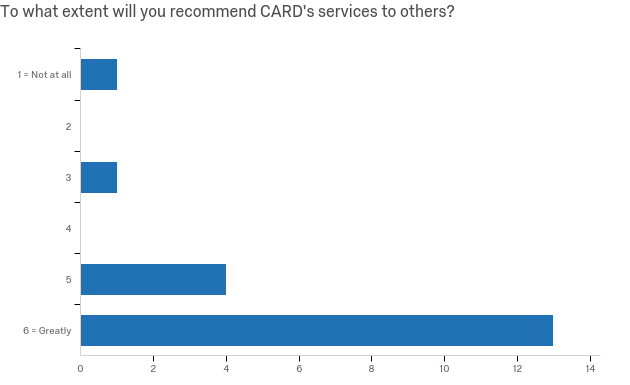 To what extent will you recommend CARD's services to others?
1 = Not at all
2
3
4
5
6 = Greatly
0 2 4 6 8 10 12 14